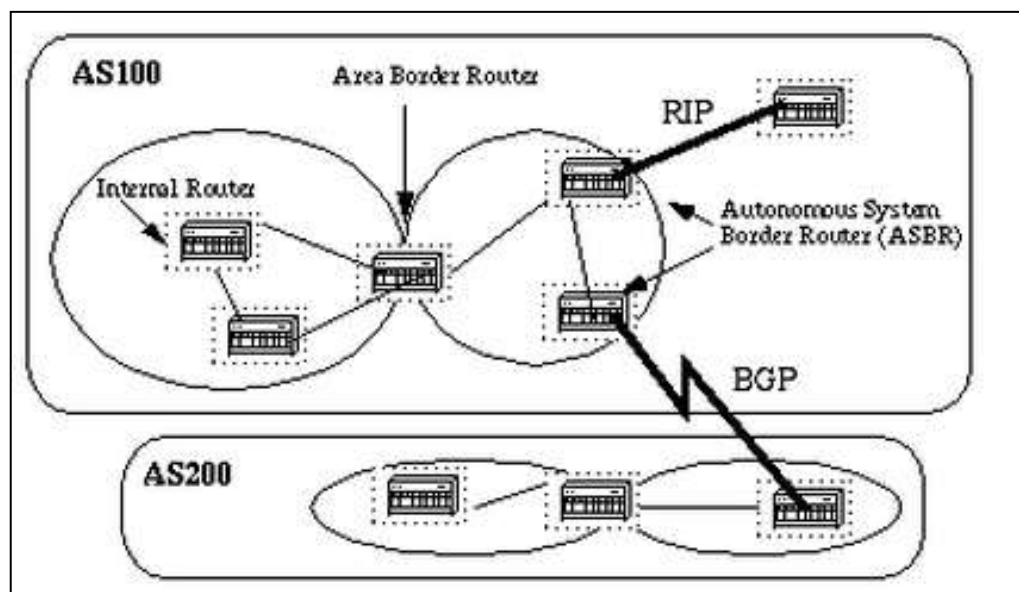 AS100
Area Border Router
RIP
Internal Router
Autonomous System
Border Router (ASBR)
BGP
AS200